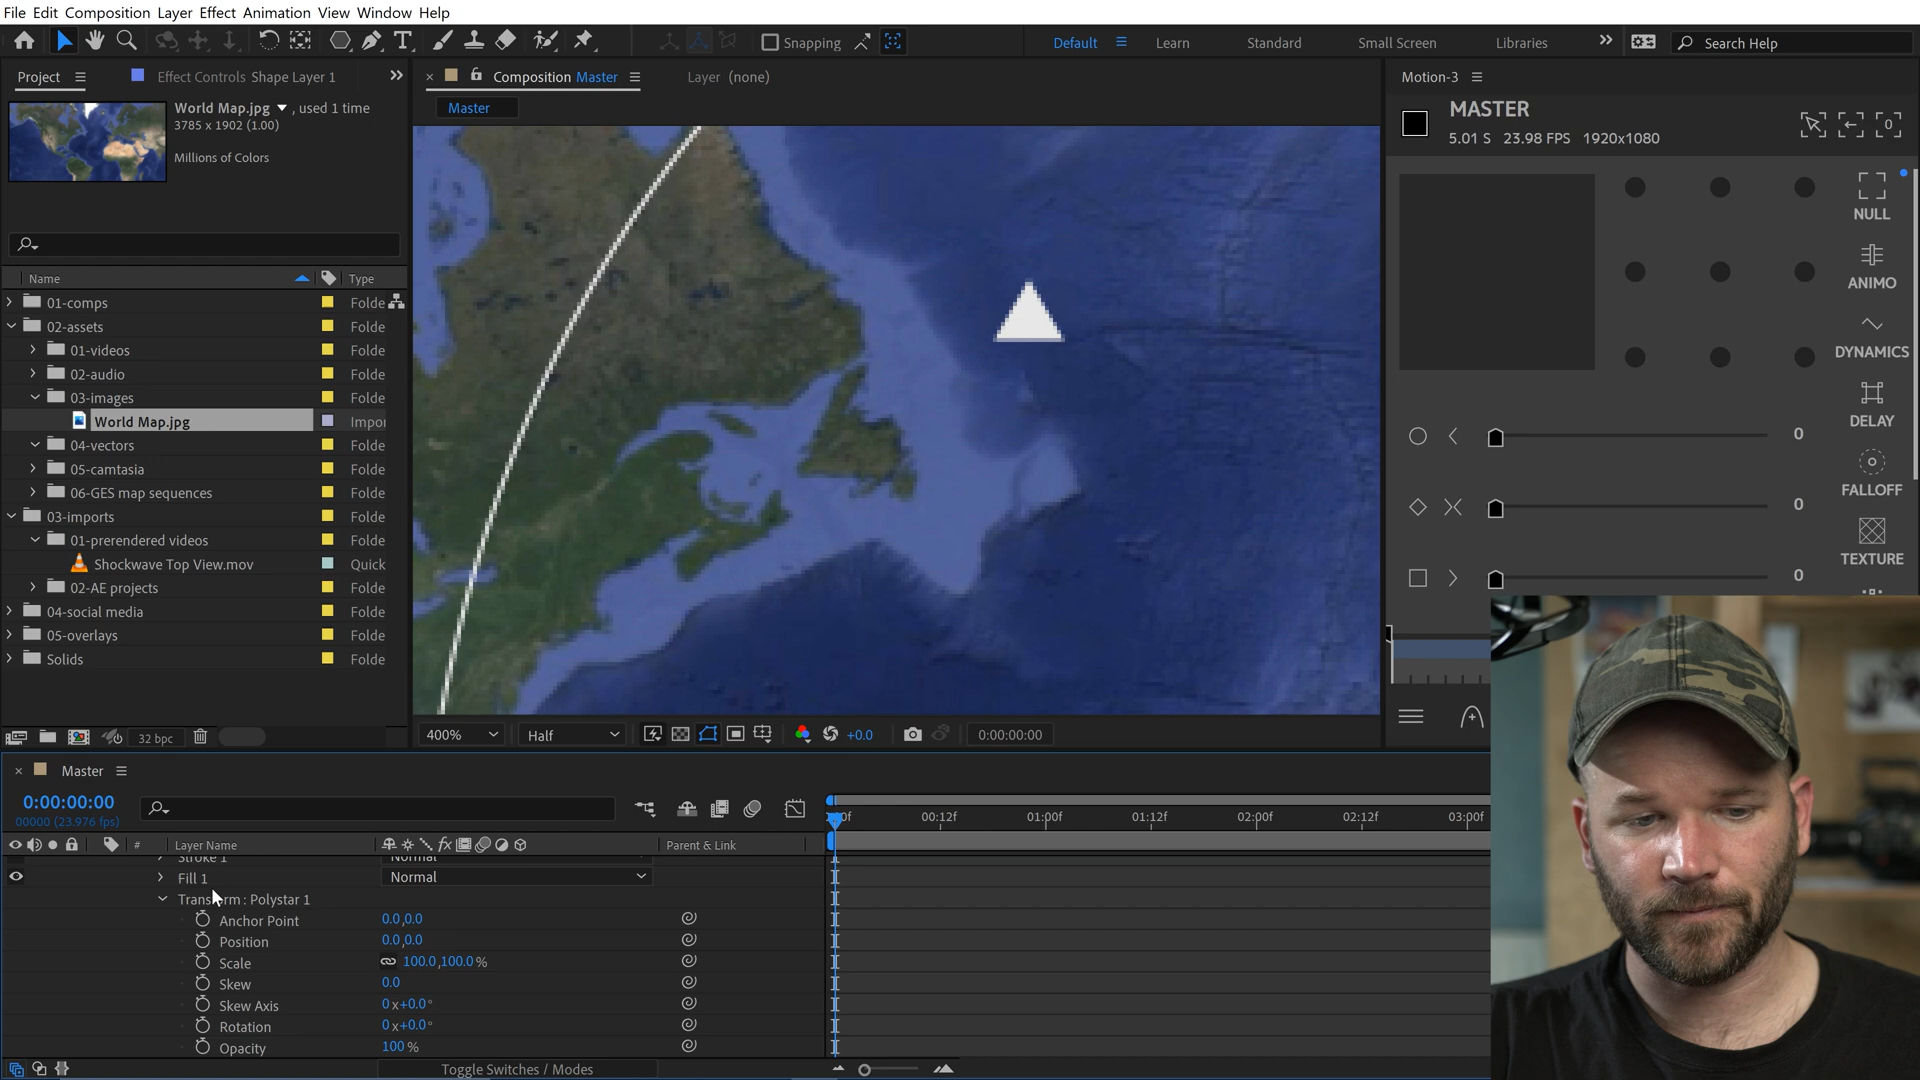 File Edit Composition Layer Effect Animation View Window Help
Snapping
Default
Learn
Standard
Small Screen
Libraries
Search Help
Project
Effect Controls Shape Layer 1
World Map.jpg , used 1 time
3785 x 1902 (1.00)
Millions of Colors
Name
Type
01-comps Folde
02-assets Folde
01-videos Folde
02-audio Folde
03-images Folde
World Map.jpg Impor
04-vectors Folde
05-camtasia Folde
06-GES map sequences Folde
03-imports Folde
01-prerendered videos Folde
Shockwave Top View.mov Quick
02-AE projects Folde
04-social media Folde
05-overlays Folde
Solids Folde
32 bpc
Composition Master
Layer (none)
Master
400%
Half
+0.0
0:00:00:00
Motion-3
MASTER
5.01 S 23.98 FPS 1920x1080
NULL
ANIMO
DYNAMICS
DELAY
FALLOFF
TEXTURE
0
0
0
Master
0:00:00:00
00000 (23.976 fps)
# Layer Name
Parent & Link
00f 00:12f 01:00f 01:12f 02:00f 02:12f 03:00f
Stroke 1 Normal
Fill 1 Normal
Transform : Polystar 1
Anchor Point 0.0,0.0
Position 0.0,0.0
Scale 100.0,100.0 %
Skew 0.0
Skew Axis 0 x+0.0°
Rotation 0 x+0.0°
Opacity 100 %
Toggle Switches / Modes